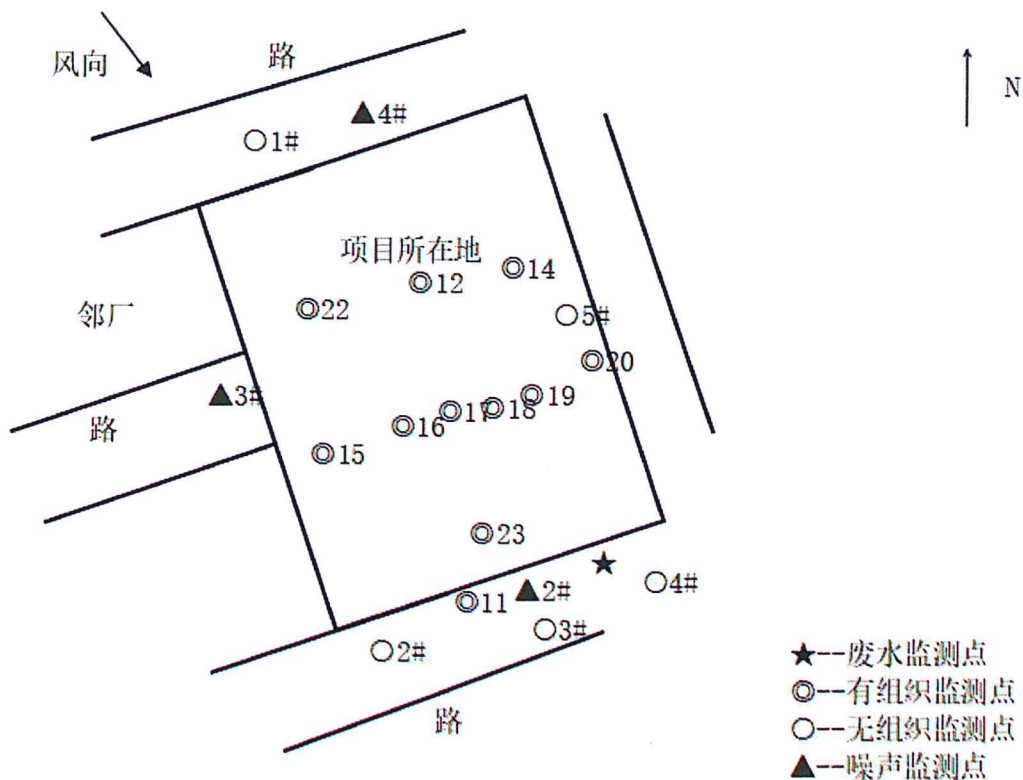 路
风向
N
▲4#
○1#
项目所在地
◎14
◎12
◎22
邻厂
○5#
◎20
◎19
▲3#
◎18
◎17
◎16
路
◎15
◎23
★
○4#
▲2#
◎11
○3#
○2#
路
★--废水监测点
◎--有组织监测点
○--无组织监测点
▲--噪声监测点